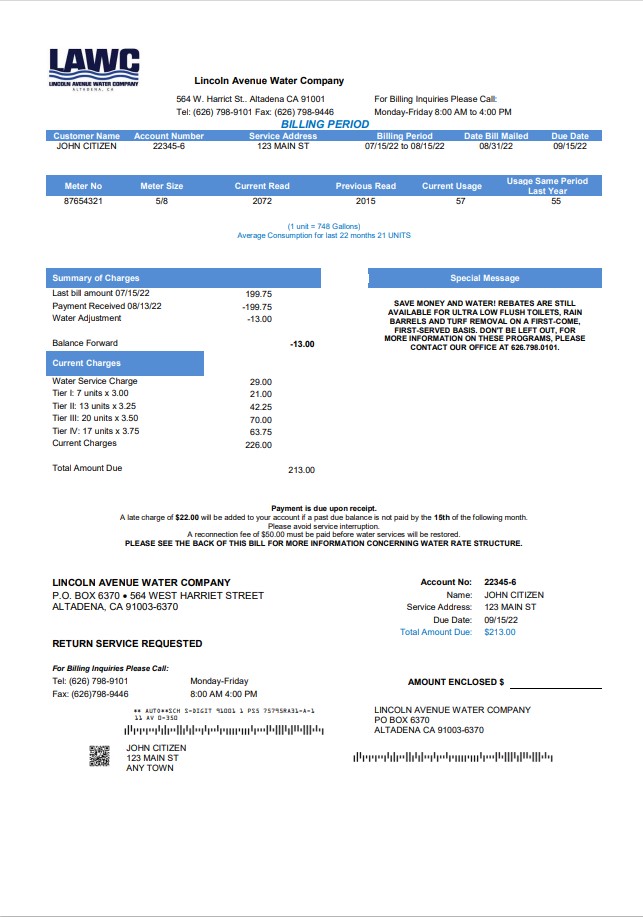 LAWC
LINCOLN AVENUE WATER COMPANY
ALTADENA, CA
Lincoln Avenue Water Company
564 W. Harrict St.. Altadena CA 91001 For Billing Inquiries Please Call:
Tel: (626) 798-9101 Fax: (626) 798-9446 Monday-Friday 8:00 AM to 4:00 PM
BILLING PERIOD
Customer Name Account Number Service Address Billing Period Date Bill Mailed Due Date
JOHN CITIZEN 22345-6 123 MAIN ST 07/15/22 to 08/15/22 08/31/22 09/15/22
Meter No Meter Size Current Read Previous Read Current Usage Usage Same Period Last Year
87654321 5/8 2072 2015 57 55
(1 unit = 748 Gallons)
Average Consumption for last 22 months 21 UNITS
Summary of Charges
Last bill amount 07/15/22 199.75
Payment Received 08/13/22 -199.75
Water Adjustment -13.00
Balance Forward -13.00
Current Charges
Water Service Charge 29.00
Tier I: 7 units x 3.00 21.00
Tier II: 13 units x 3.25 42.25
Tier III: 20 units x 3.50 70.00
Tier IV: 17 units x 3.75 63.75
Current Charges 226.00
Total Amount Due 213.00
Special Message
SAVE MONEY AND WATER! REBATES ARE STILL
AVAILABLE FOR ULTRA LOW FLUSH TOILETS, RAIN
BARRELS AND TURF REMOVAL ON A FIRST-COME,
FIRST-SERVED BASIS. DON'T BE LEFT OUT, FOR
MORE INFORMATION ON THESE PROGRAMS, PLEASE
CONTACT OUR OFFICE AT 626.798.0101.
Payment is due upon receipt.
A late charge of $22.00 will be added to your account if a past due balance is not paid by the 15th of the following month.
Please avoid service interruption.
A reconnection fee of $50.00 must be paid before water services will be restored.
PLEASE SEE THE BACK OF THIS BILL FOR MORE INFORMATION CONCERNING WATER RATE STRUCTURE.
LINCOLN AVENUE WATER COMPANY
P.O. BOX 6370 • 564 WEST HARRIET STREET
ALTADENA, CA 91003-6370
Account No: 22345-6
Name: JOHN CITIZEN
Service Address: 123 MAIN ST
Due Date: 09/15/22
Total Amount Due: $213.00
RETURN SERVICE REQUESTED
For Billing Inquiries Please Call:
Tel: (626) 798-9101 Monday-Friday
Fax: (626)798-9446 8:00 AM 4:00 PM
AMOUNT ENCLOSED $
** AUTO**SCH 5-DIGIT 91001 1 PS5 75795RA31-A-1
11 AV 0-350
JOHN CITIZEN
123 MAIN ST
ANY TOWN
LINCOLN AVENUE WATER COMPANY
PO BOX 6370
ALTADENA CA 91003-6370